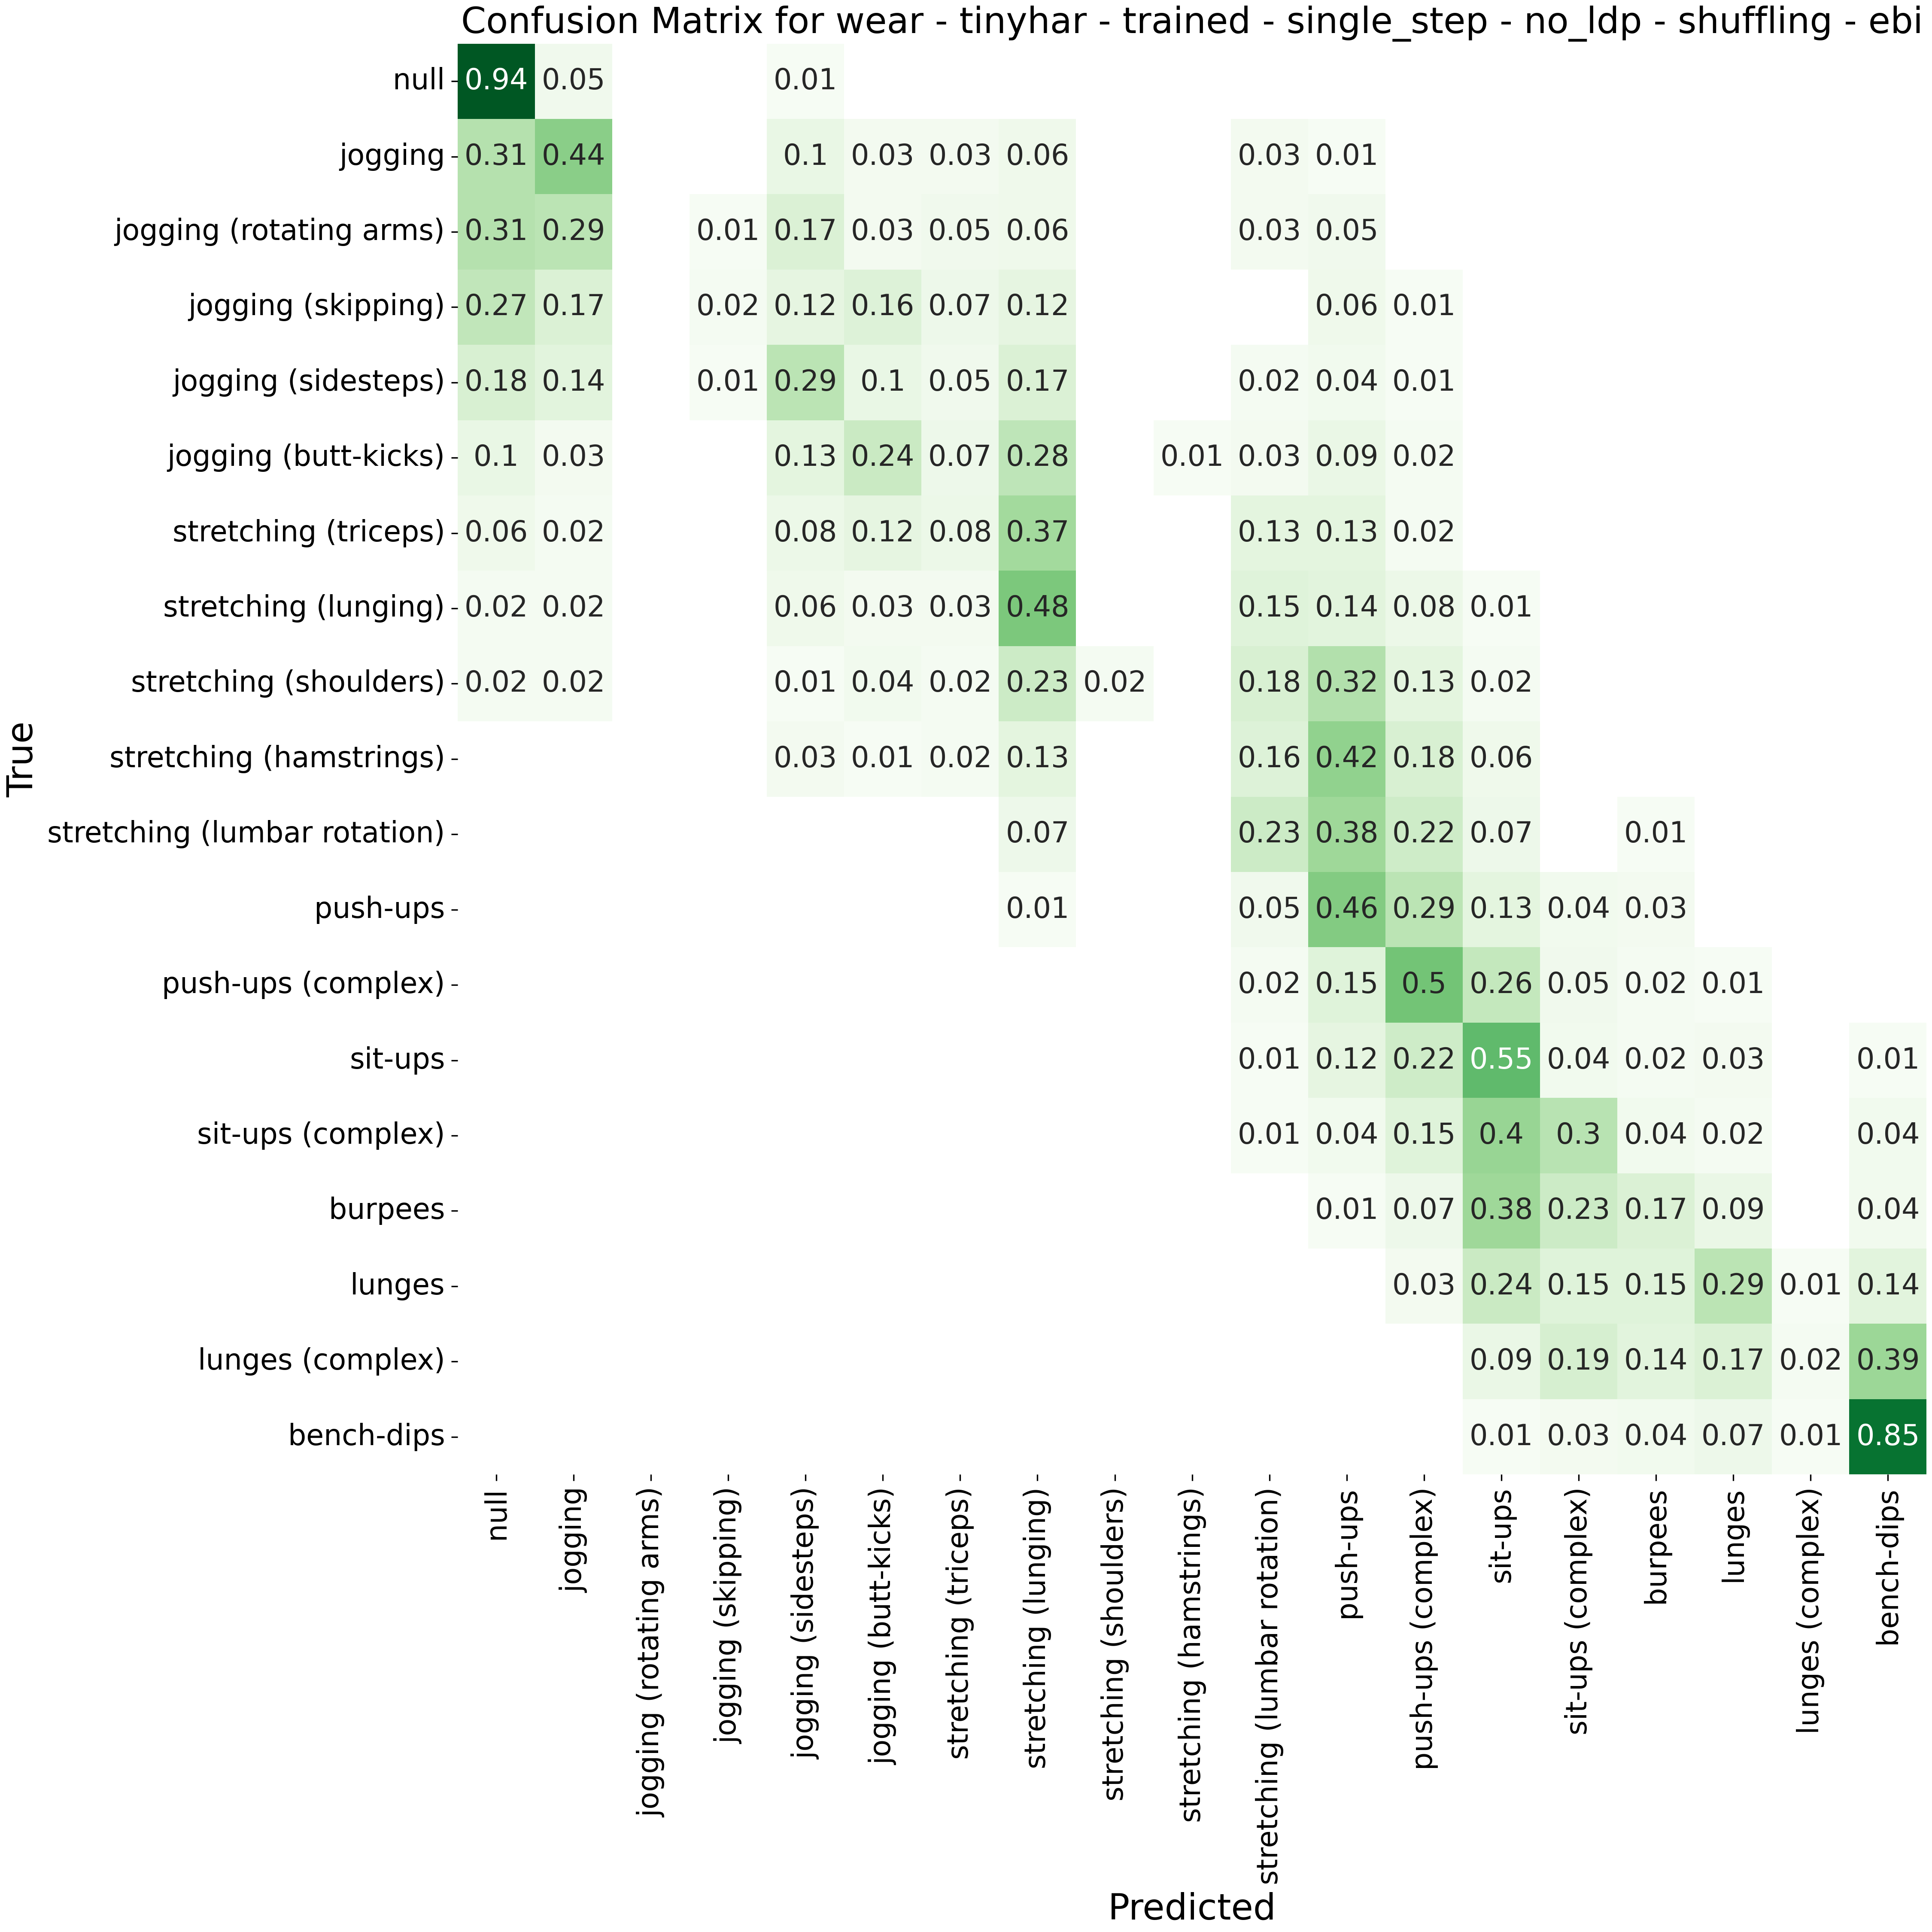 Confusion Matrix for wear - tinyhar - trained - single_step - no_ldp - shuffling - ebi
True
null 0.94 0.05 0.01
jogging 0.31 0.44 0.1 0.03 0.03 0.06 0.03 0.01
jogging (rotating arms) 0.31 0.29 0.01 0.17 0.03 0.05 0.06 0.03 0.05
jogging (skipping) 0.27 0.17 0.02 0.12 0.16 0.07 0.12 0.06 0.01
jogging (sidesteps) 0.18 0.14 0.01 0.29 0.1 0.05 0.17 0.02 0.04 0.01
jogging (butt-kicks) 0.1 0.03 0.13 0.24 0.07 0.28 0.01 0.03 0.09 0.02
stretching (triceps) 0.06 0.02 0.08 0.12 0.08 0.37 0.13 0.13 0.02
stretching (lunging) 0.02 0.02 0.06 0.03 0.03 0.48 0.15 0.14 0.08 0.01
stretching (shoulders) 0.02 0.02 0.01 0.04 0.02 0.23 0.02 0.18 0.32 0.13 0.02
stretching (hamstrings) 0.03 0.01 0.02 0.13 0.16 0.42 0.18 0.06
stretching (lumbar rotation) 0.07 0.23 0.38 0.22 0.07 0.01
push-ups 0.01 0.05 0.46 0.29 0.13 0.04 0.03
push-ups (complex) 0.02 0.15 0.5 0.26 0.05 0.02 0.01
sit-ups 0.01 0.12 0.22 0.55 0.04 0.02 0.03 0.01
sit-ups (complex) 0.01 0.04 0.15 0.4 0.3 0.04 0.02 0.04
burpees 0.01 0.07 0.38 0.23 0.17 0.09 0.04
lunges 0.03 0.24 0.15 0.15 0.29 0.01 0.14
lunges (complex) 0.09 0.19 0.14 0.17 0.02 0.39
bench-dips 0.01 0.03 0.04 0.07 0.01 0.85
null
jogging
jogging (rotating arms)
jogging (skipping)
jogging (sidesteps)
jogging (butt-kicks)
stretching (triceps)
stretching (lunging)
stretching (shoulders)
stretching (hamstrings)
stretching (lumbar rotation)
push-ups
push-ups (complex)
sit-ups
sit-ups (complex)
burpees
lunges
lunges (complex)
bench-dips
Predicted